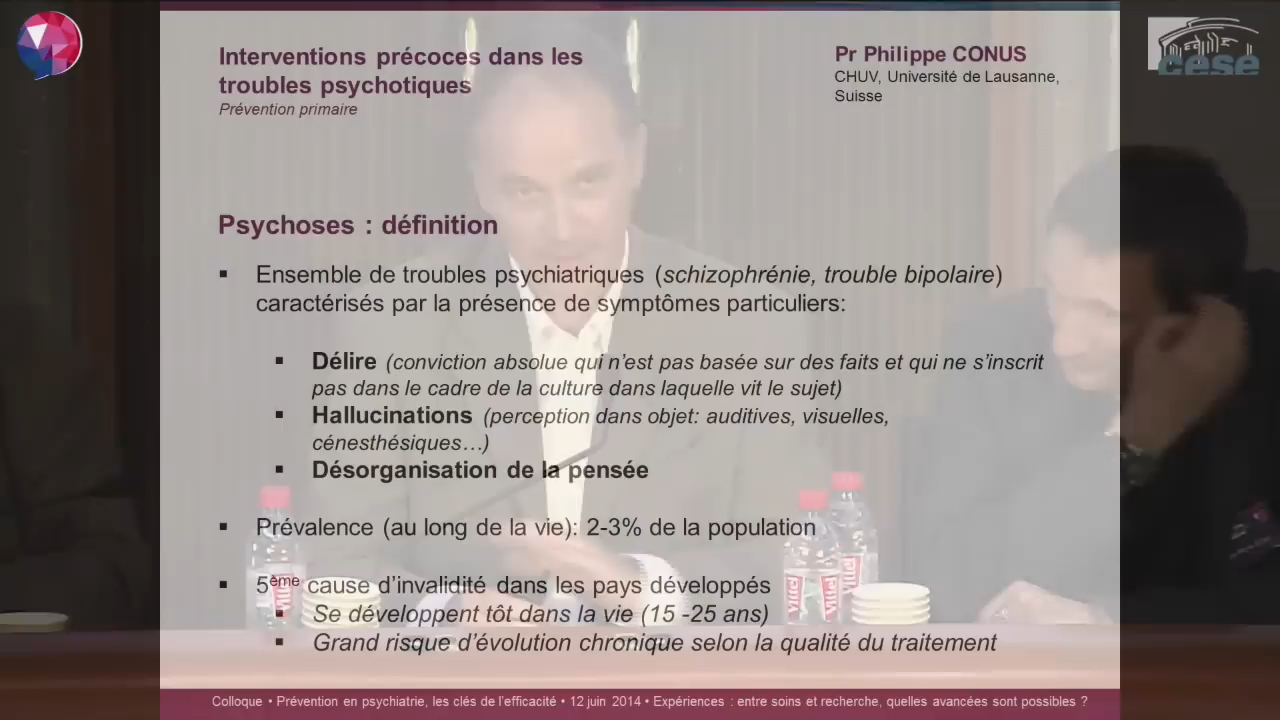 Interventions précoces dans les
troubles psychotiques
Prévention primaire
Pr Philippe CONUS
CHUV, Université de Lausanne,
Suisse
cese
Psychoses : définition
▪ Ensemble de troubles psychiatriques (schizophrénie, trouble bipolaire)
caractérisés par la présence de symptômes particuliers:
▪ Délire (conviction absolue qui n’est pas basée sur des faits et qui ne s’inscrit
pas dans le cadre de la culture dans laquelle vit le sujet)
▪ Hallucinations (perception dans objet: auditives, visuelles,
cénesthésiques…)
▪ Désorganisation de la pensée
▪ Prévalence (au long de la vie): 2-3% de la population
▪ 5ème cause d’invalidité dans les pays développés
▪ Se développent tôt dans la vie (15 -25 ans)
▪ Grand risque d’évolution chronique selon la qualité du traitement
Vittel
Vittel
Vittel
Colloque • Prévention en psychiatrie, les clés de l’efficacité • 12 juin 2014 • Expériences : entre soins et recherche, quelles avancées sont possibles ?